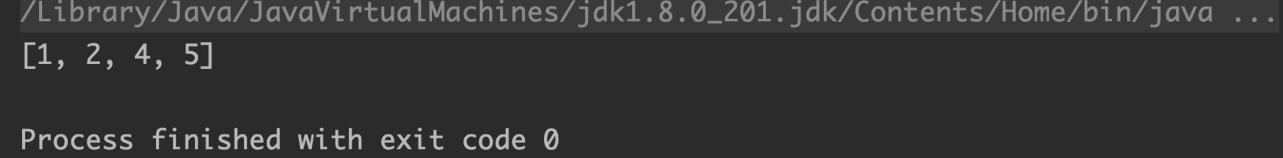 /Library/Java/JavaVirtualMachines/jdk1.8.0_201.jdk/Contents/Home/bin/java ...
[1, 2, 4, 5]
Process finished with exit code 0